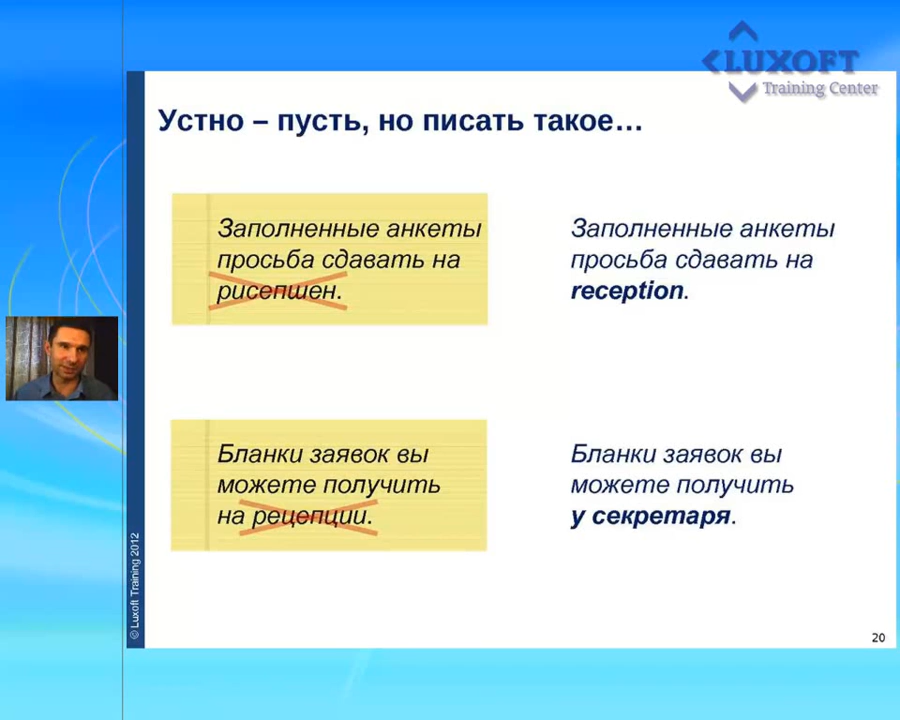 LUXOFT
Training Center
Устно – пусть, но писать такое…
Заполненные анкеты
просьба сдавать на
рисепшен.
Заполненные анкеты
просьба сдавать на
reception.
Бланки заявок вы
можете получить
на рецепции.
Бланки заявок вы
можете получить
у секретаря.
© Luxoft Training 2012
20